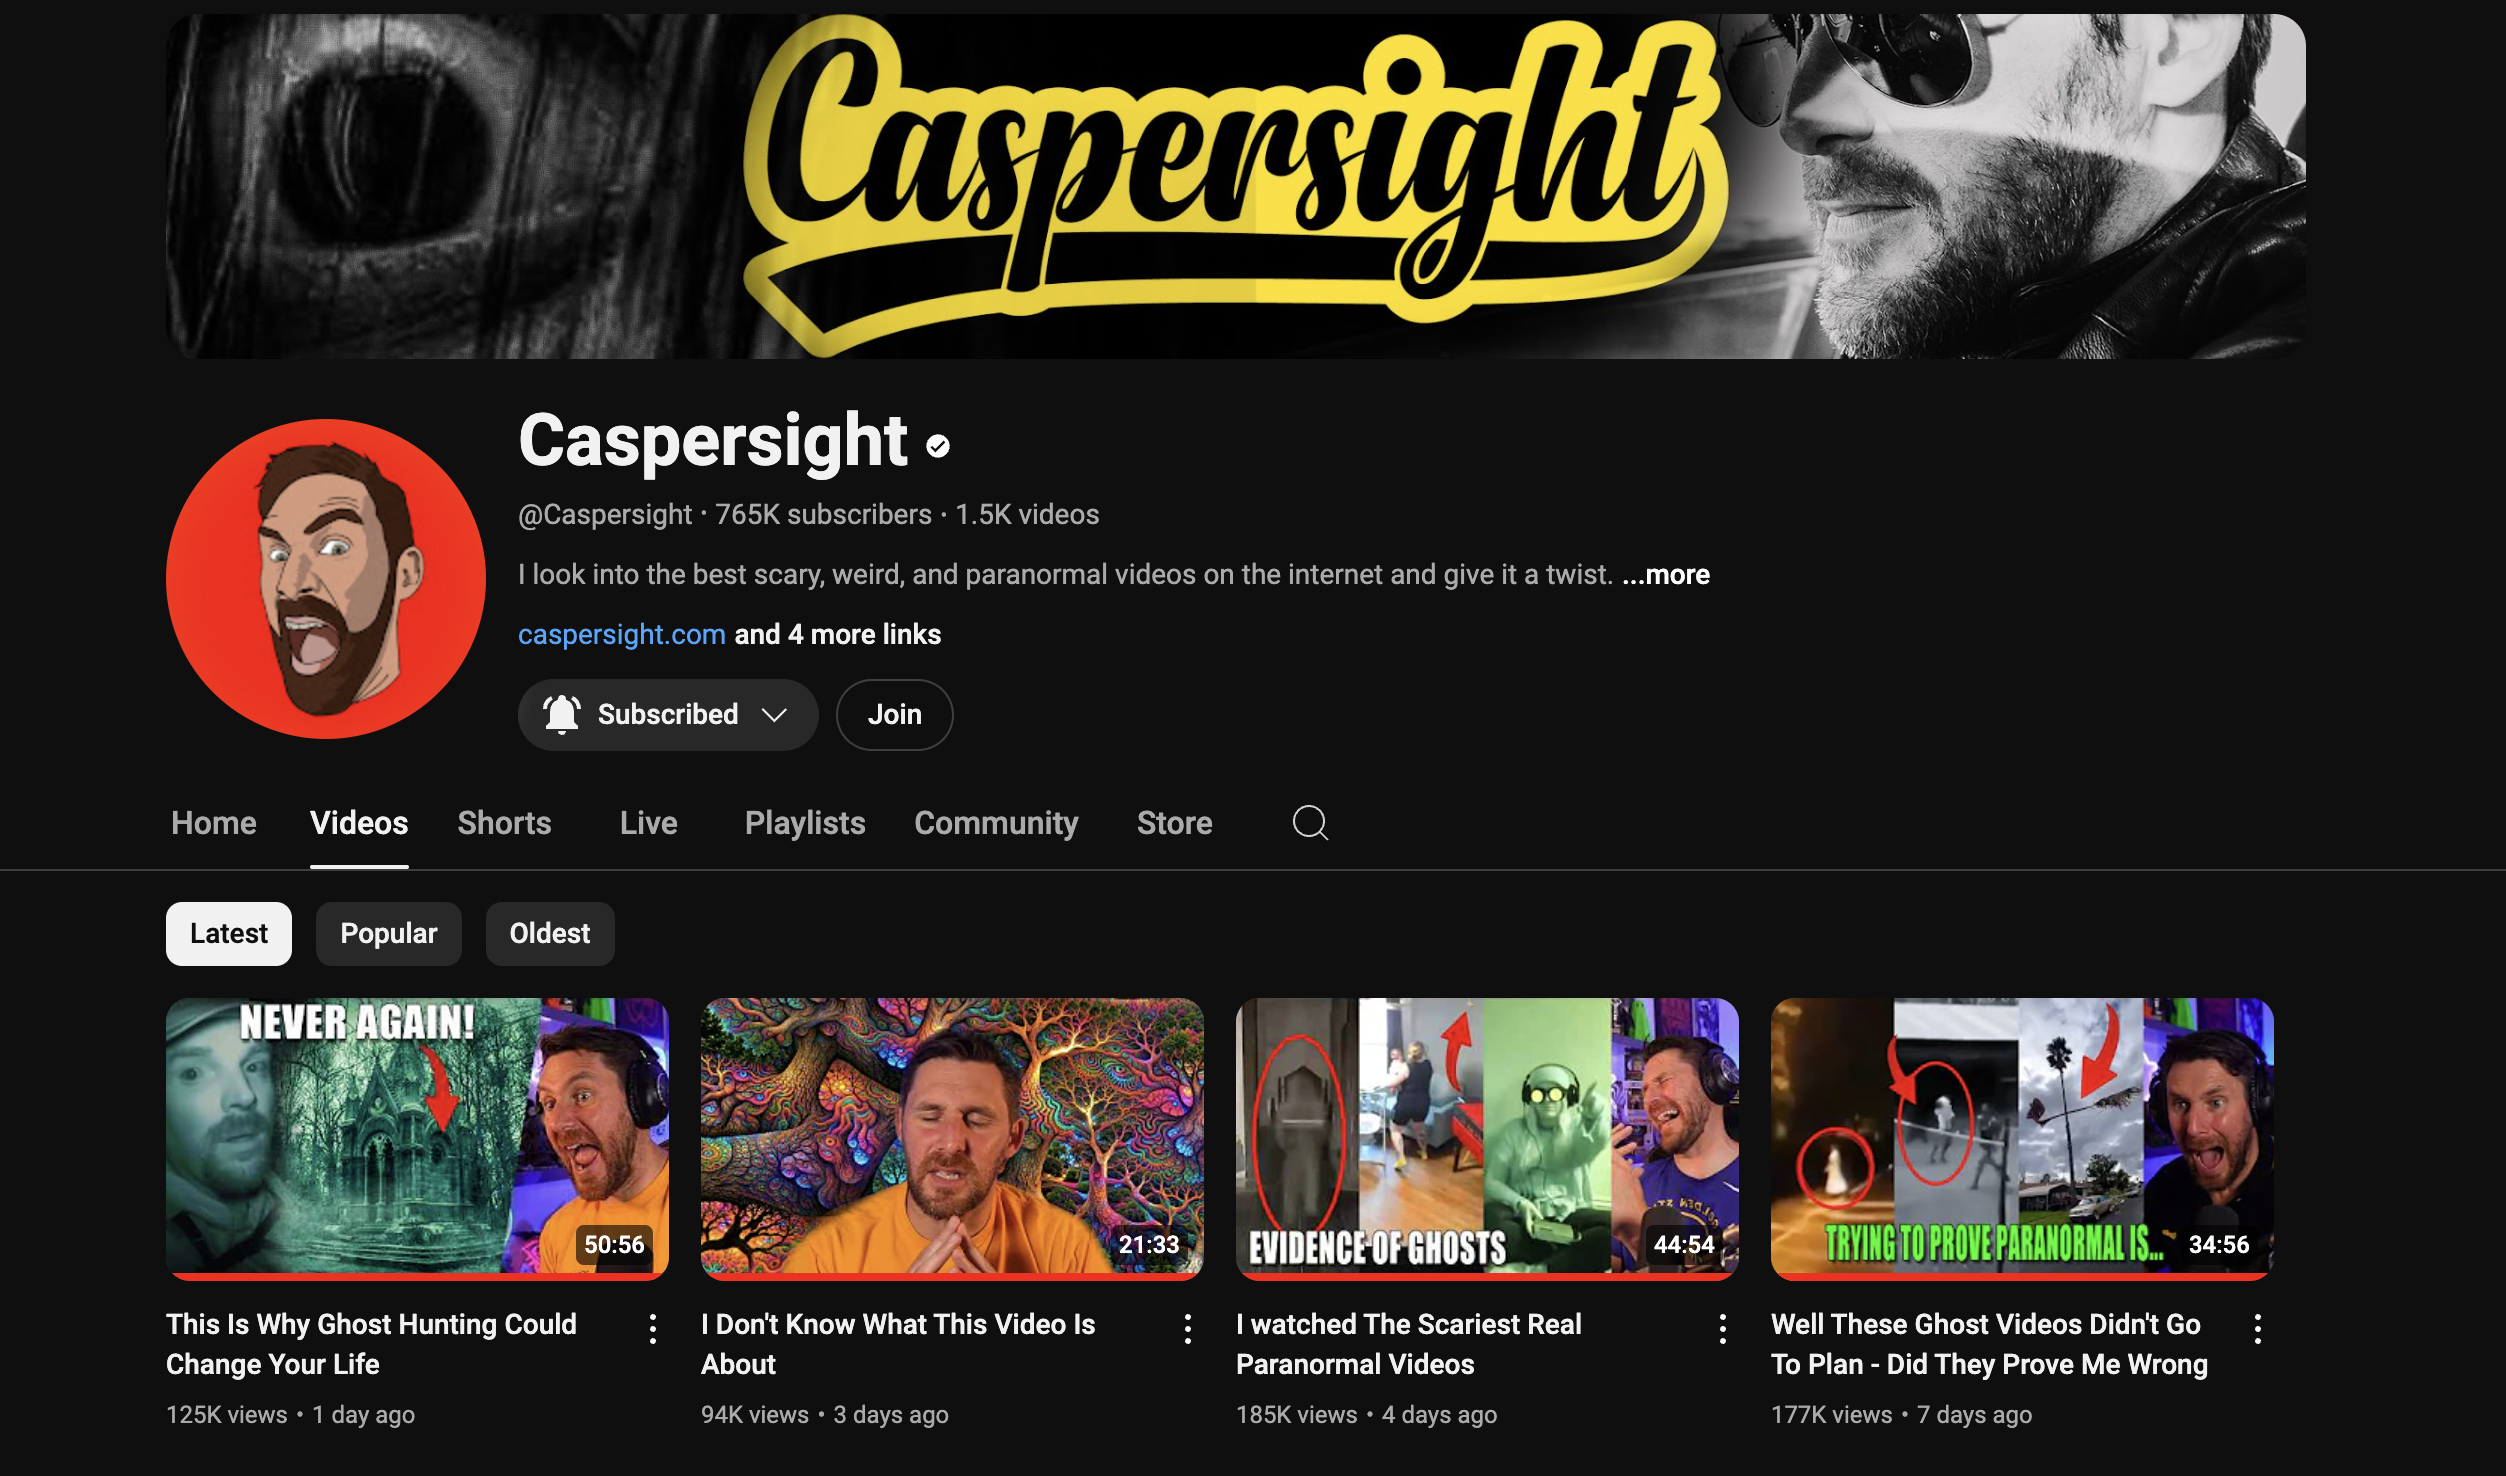 Caspersight
Caspersight
@Caspersight • 765K subscribers • 1.5K videos
I look into the best scary, weird, and paranormal videos on the internet and give it a twist. ...more
caspersight.com and 4 more links
Subscribed
Join
Home Videos Shorts Live Playlists Community Store
Latest Popular Oldest
NEVER AGAIN!
50:56
21:33
EVIDENCE OF GHOSTS
44:54
TRYING TO PROVE PARANORMAL IS...
34:56
This Is Why Ghost Hunting Could
Change Your Life
125K views • 1 day ago
I Don't Know What This Video Is
About
94K views • 3 days ago
I watched The Scariest Real
Paranormal Videos
185K views • 4 days ago
Well These Ghost Videos Didn't Go
To Plan - Did They Prove Me Wrong
177K views • 7 days ago